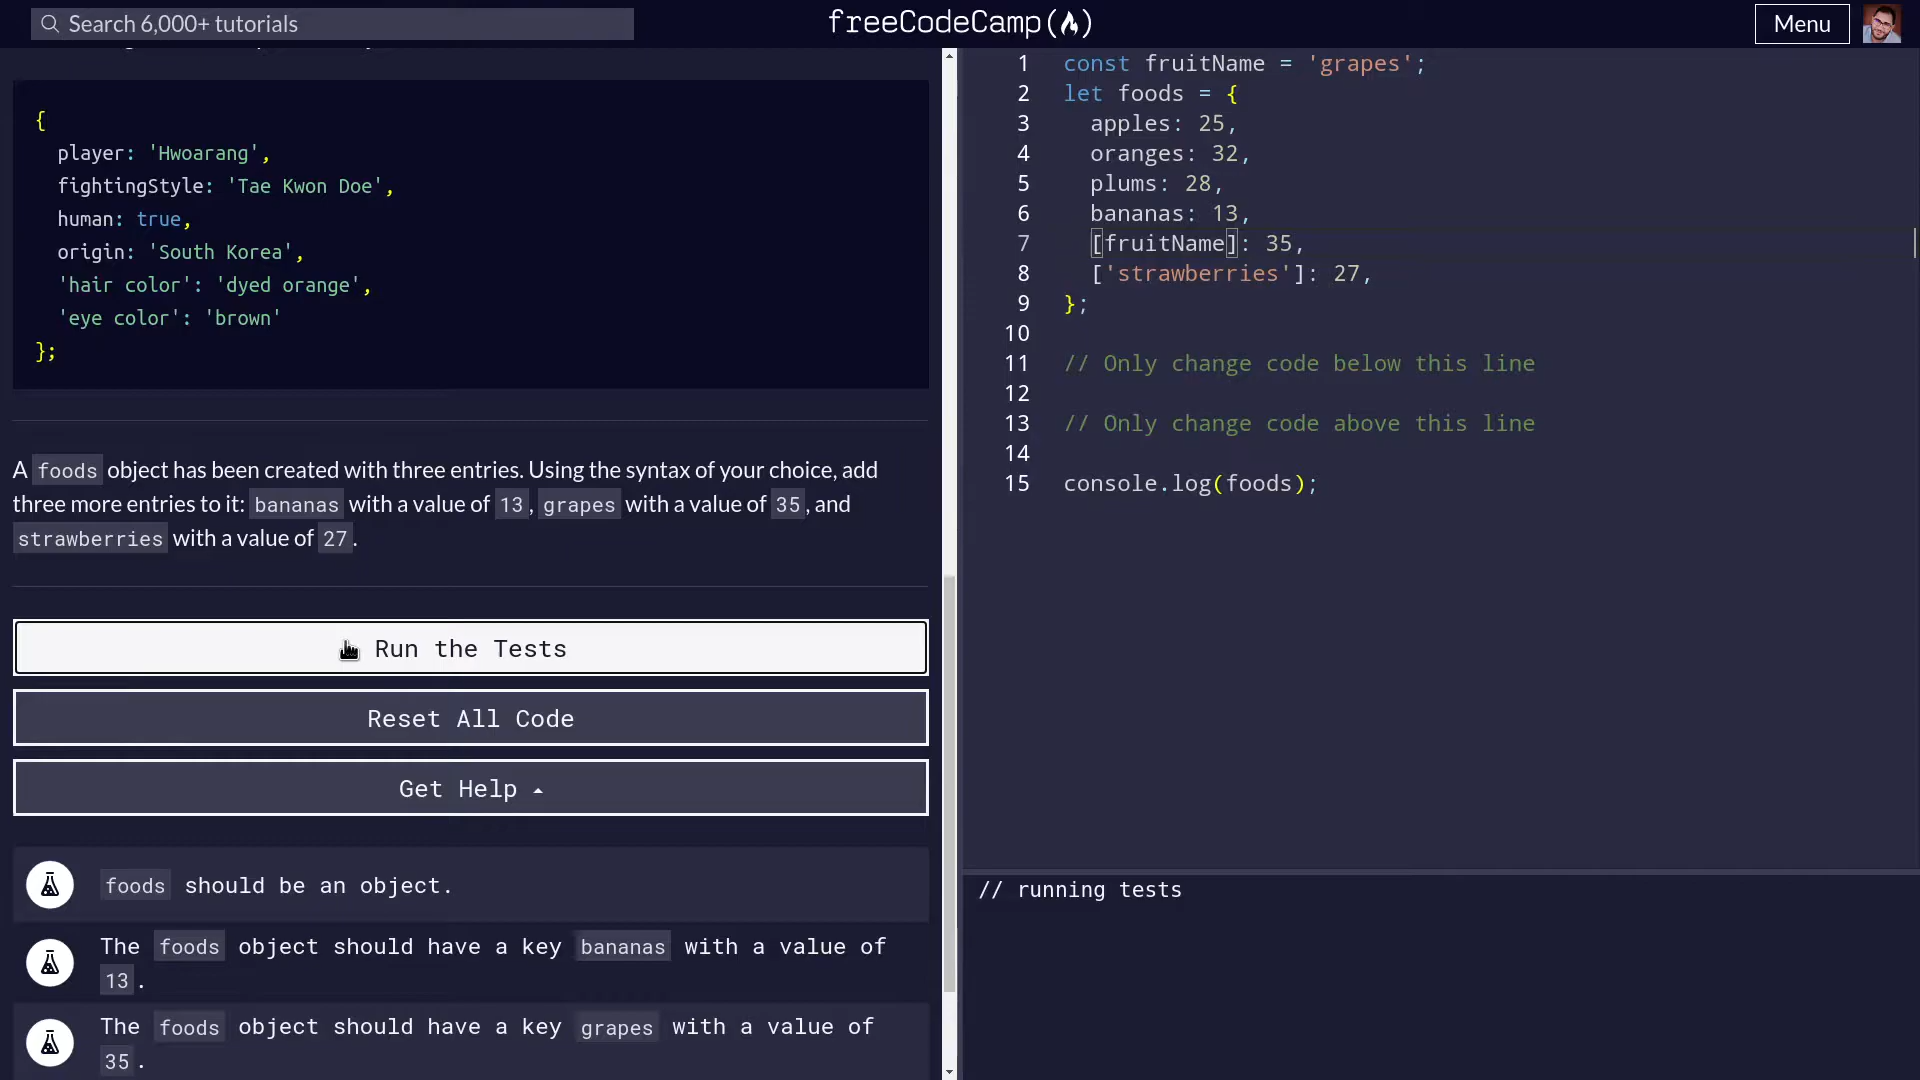 Search 6,000+ tutorials
freeCodeCamp(🔥)
Menu
{
player: 'Hwoarang',
fightingStyle: 'Tae Kwon Doe',
human: true,
origin: 'South Korea',
'hair color': 'dyed orange',
'eye color': 'brown'
};
A foods object has been created with three entries. Using the syntax of your choice, add
three more entries to it: bananas with a value of 13, grapes with a value of 35, and
strawberries with a value of 27.
Run the Tests
Reset All Code
Get Help
foods should be an object.
The foods object should have a key bananas with a value of
13.
The foods object should have a key grapes with a value of
35.
1 const fruitName = 'grapes';
2 let foods = {
3 apples: 25,
4 oranges: 32,
5 plums: 28,
6 bananas: 13,
7 [fruitName]: 35,
8 ['strawberries']: 27,
9 };
10
11 // Only change code below this line
12
13 // Only change code above this line
14
15 console.log(foods);
// running tests